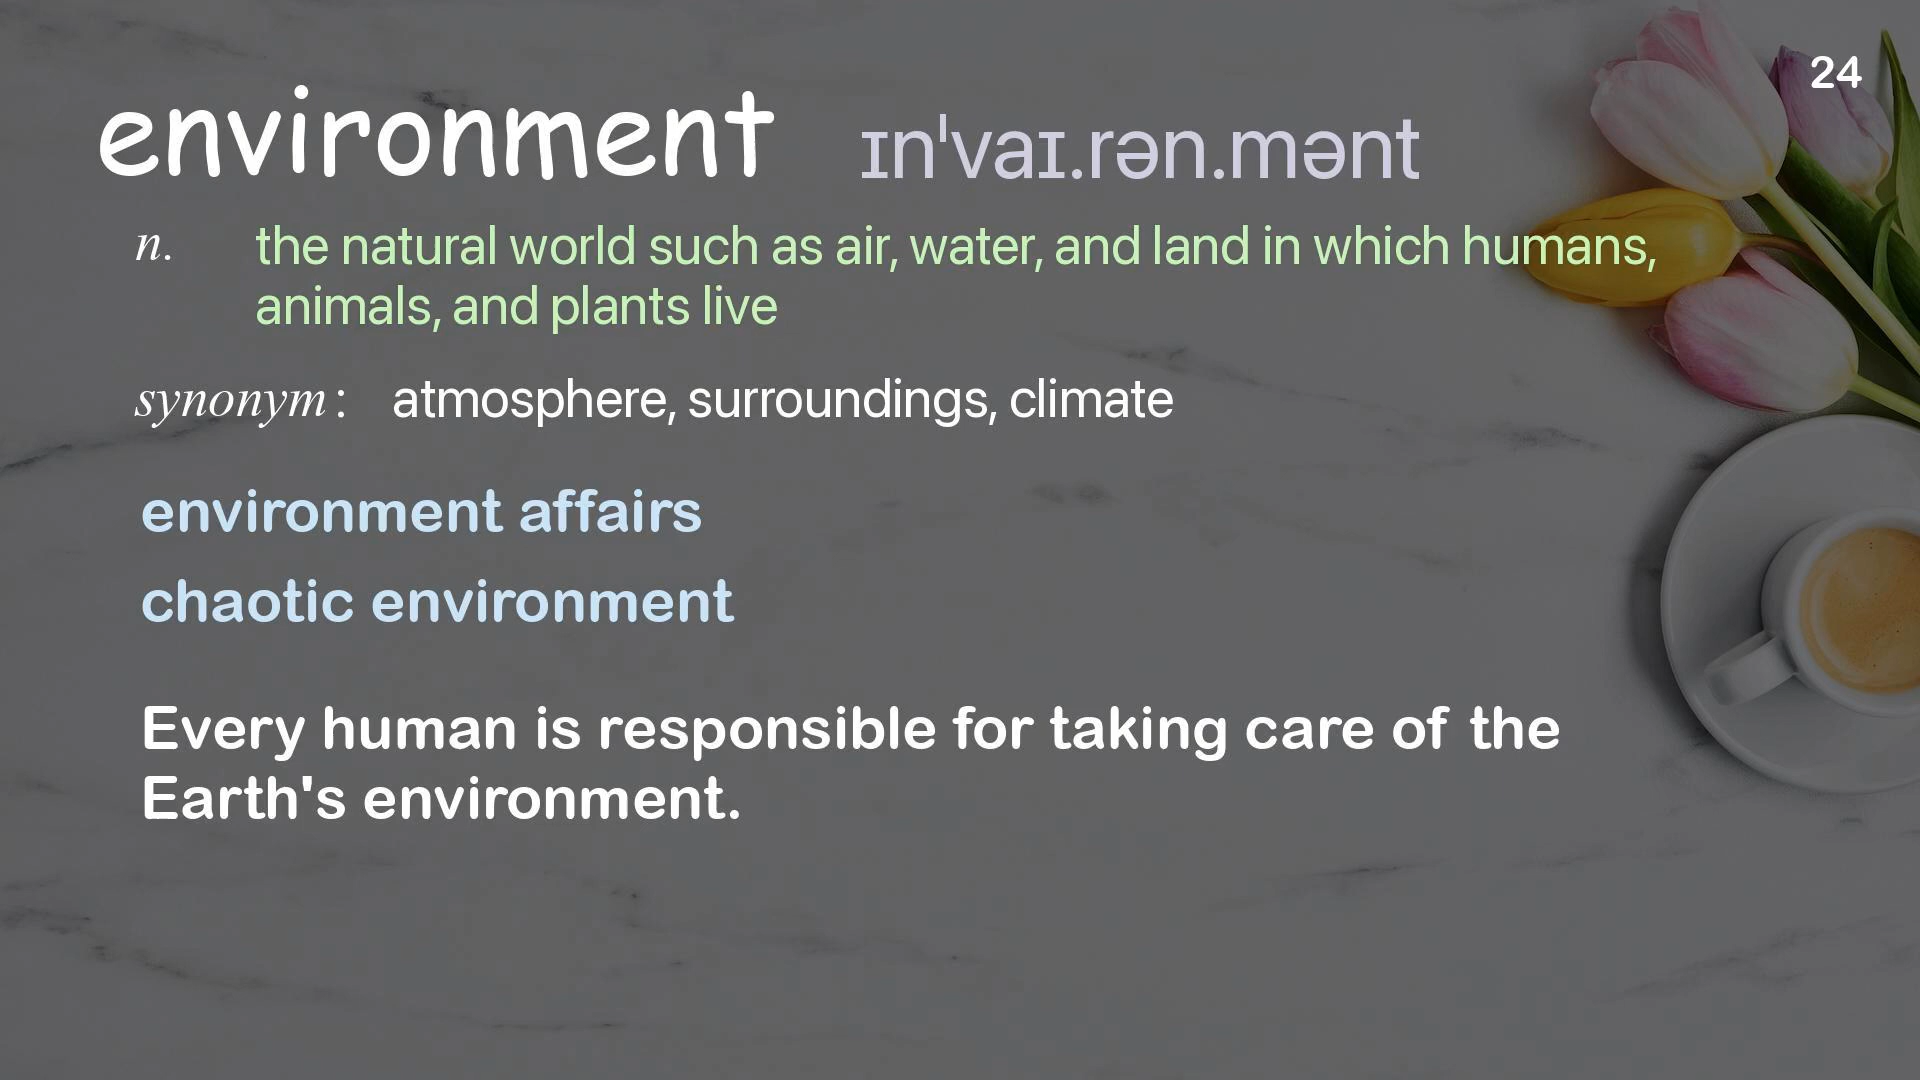 24
environment ɪnˈvaɪ.rən.mənt
n. the natural world such as air, water, and land in which humans,
animals, and plants live
synonym : atmosphere, surroundings, climate
environment affairs
chaotic environment
Every human is responsible for taking care of the
Earth's environment.